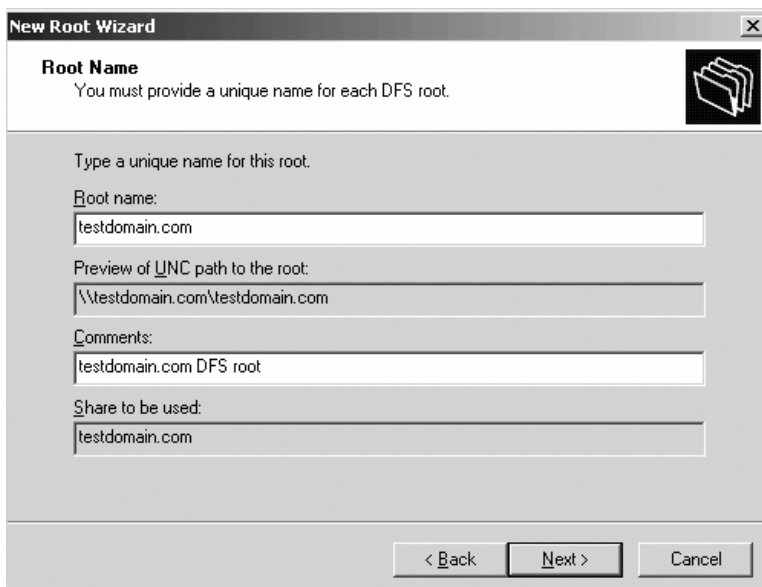 New Root Wizard
Root Name
You must provide a unique name for each DFS root.
Type a unique name for this root.
Root name:
testdomain.com
Preview of UNC path to the root:
\\testdomain.com\testdomain.com
Comments:
testdomain.com DFS root
Share to be used:
testdomain.com
< Back
Next >
Cancel